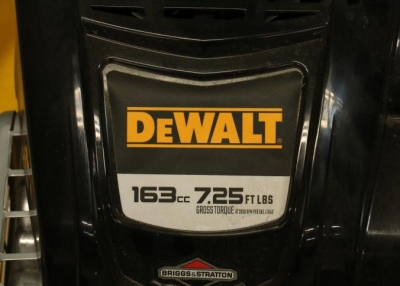 DEWALT
163cc 7.25 FT LBS
GROSS TORQUE
BRIGGS & STRATTON